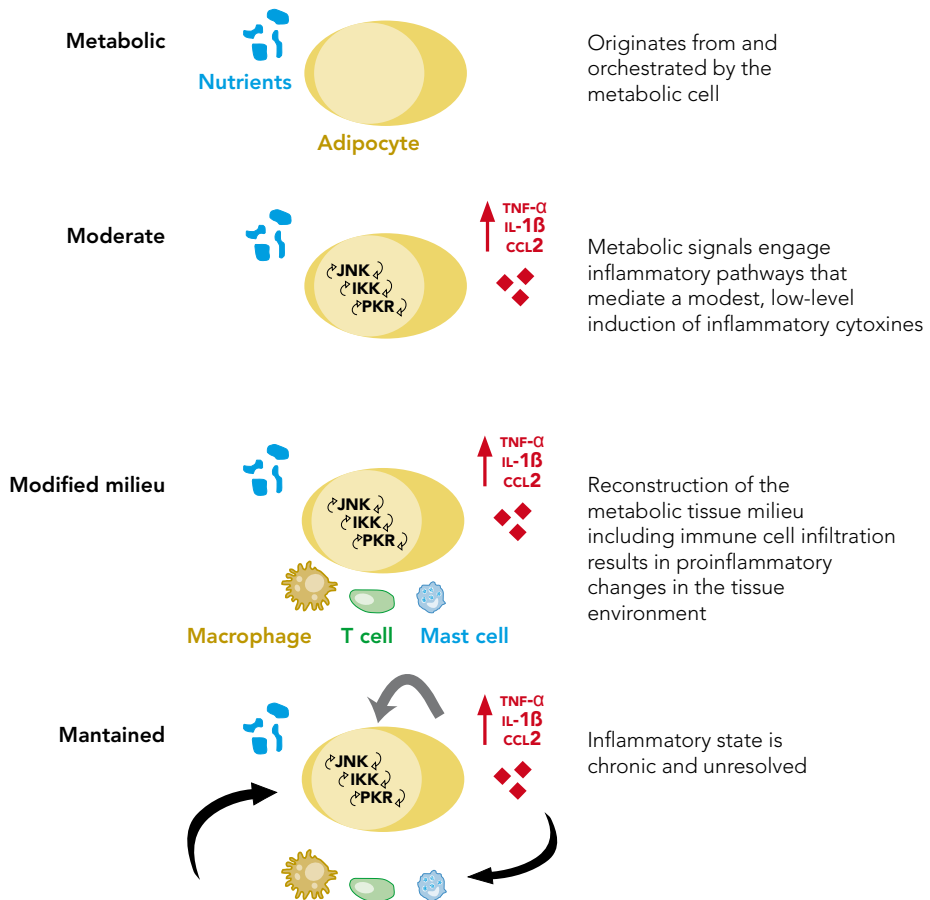 Metabolic
Nutrients
Adipocyte
Originates from and
orchestrated by the
metabolic cell
Moderate
JNK
IKK
PKR
TNF-α
IL-1ß
CCL2
Metabolic signals engage
inflammatory pathways that
mediate a modest, low-level
induction of inflammatory cytoxines
Modified milieu
JNK
IKK
PKR
TNF-α
IL-1ß
CCL2
Macrophage
T cell
Mast cell
Reconstruction of the
metabolic tissue milieu
including immune cell infiltration
results in proinflammatory
changes in the tissue
environment
Mantained
JNK
IKK
PKR
TNF-α
IL-1ß
CCL2
Inflammatory state is
chronic and unresolved